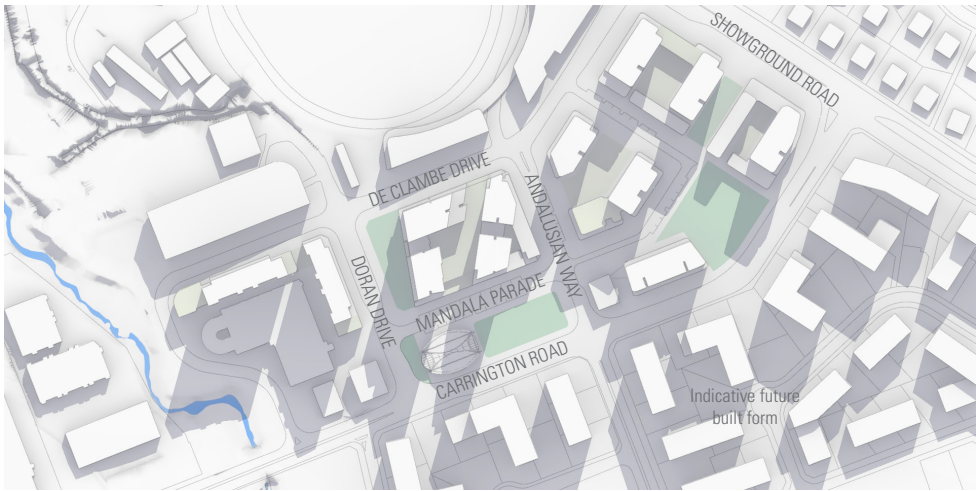 SHOWGROUND ROAD
DE CLAMBE DRIVE
ANDALUSIAN WAY
DORAN DRIVE
MANDALA PARADE
CARRINGTON ROAD
Indicative future
built form